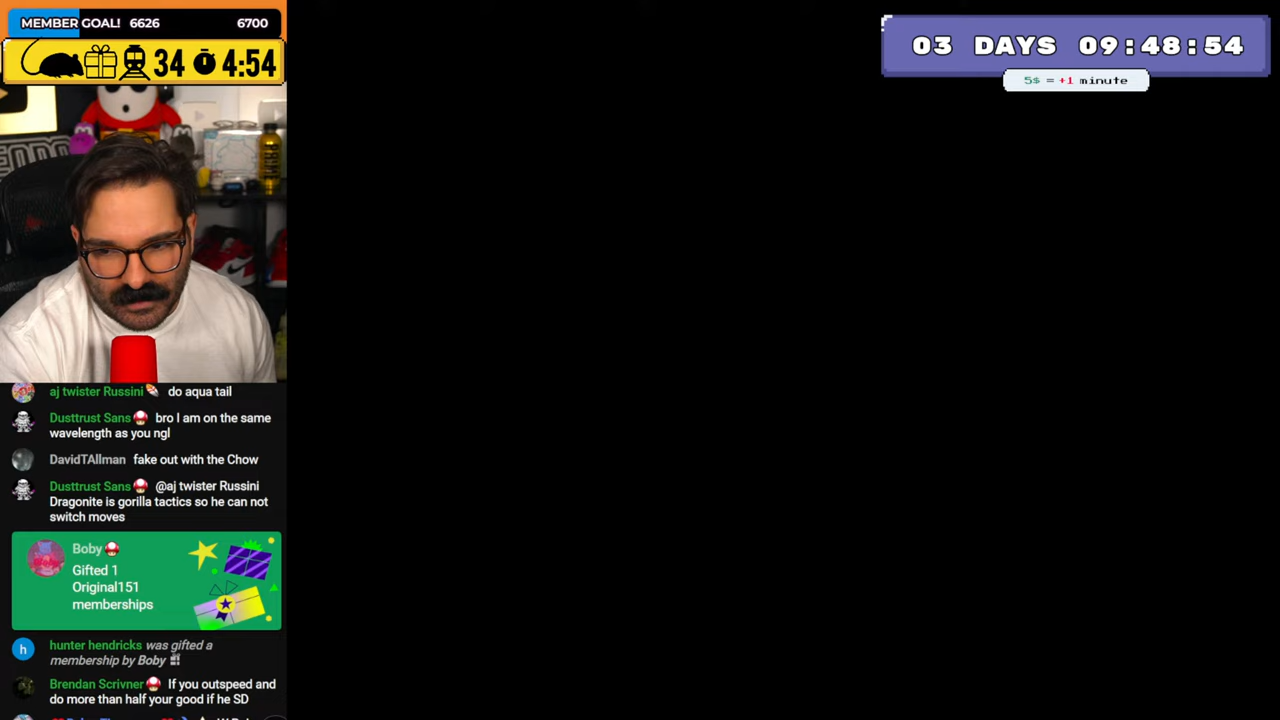 MEMBER GOAL! 6626 6700
34 4:54
03 DAYS 09:48:54
5$ = +1 minute
aj twister Russini do aqua tail
Dusttrust Sans bro I am on the same
wavelength as you ngl
DavidTAllman fake out with the Chow
Dusttrust Sans @aj twister Russini
Dragonite is gorilla tactics so he can not
switch moves
Boby
Gifted 1
Original151
memberships
h hunter hendricks was gifted a
membership by Boby
Brendan Scrivner If you outspeed and
do more than half your good if he SD